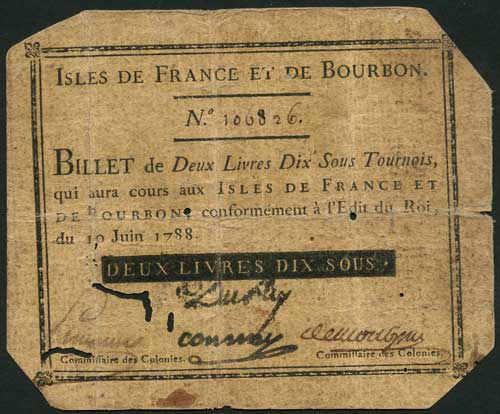 ISLES DE FRANCE ET DE BOURBON.
N.º 106826.
BILLET de Deux Livres Dix Sous Tournois,
qui aura cours aux ISLES DE FRANCE ET
DE BOURBON, conformément à l'Edit du Roi,
du 10 Juin 1788.
DEUX LIVRES DIX SOUS.
Commissaire des Colonies.
Commissaire des Colonies.